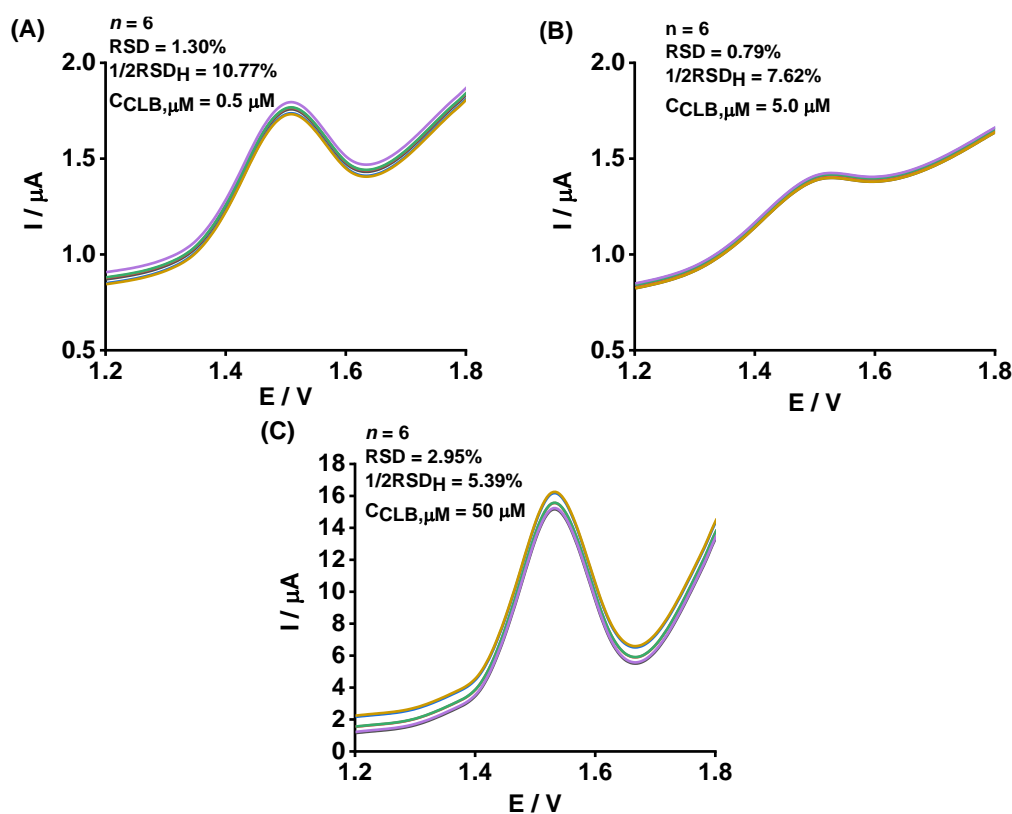 (A)
n = 6
RSD = 1.30%
1/2RSDH = 10.77%
CCLB,μM = 0.5 μM
2.0
1.5
1.0
0.5
I / μA
1.2
1.4
1.6
1.8
E / V
(B)
n = 6
RSD = 0.79%
1/2RSDH = 7.62%
CCLB,μM = 5.0 μM
2.0
1.5
1.0
0.5
I / μA
1.2
1.4
1.6
1.8
E / V
(C)
n = 6
RSD = 2.95%
1/2RSDH = 5.39%
CCLB,μM = 50 μM
18
16
14
12
10
8
6
4
2
0
I / μA
1.2
1.4
1.6
1.8
E / V